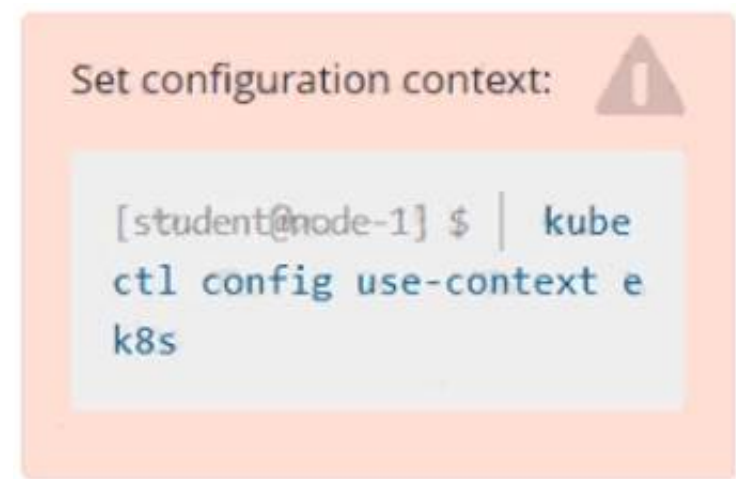 Set configuration context:
[student@node-1] $ | kube
ctl config use-context e
k8s